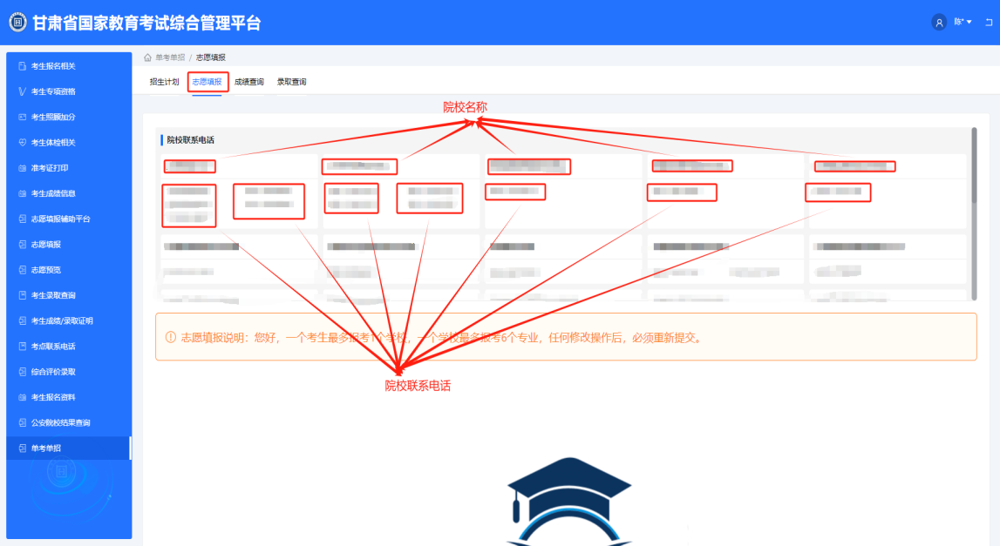 甘肃省国家教育考试综合管理平台
陈*
考生报名相关
考生专项资格
考生照顾加分
考生体检相关
准考证打印
考生成绩信息
志愿填报辅助平台
志愿填报
志愿预览
考生录取查询
考生成绩/录取证明
考点联系电话
综合评价录取
考生报名资料
公安院校结果查询
单考单招
单考单招 / 志愿填报
招生计划 志愿填报 成绩查询 录取查询
院校名称
院校联系电话
志愿填报说明：您好，一个考生最多报考1个学校，一个学校最多报考6个专业，任何修改操作后，必须重新提交。
院校联系电话